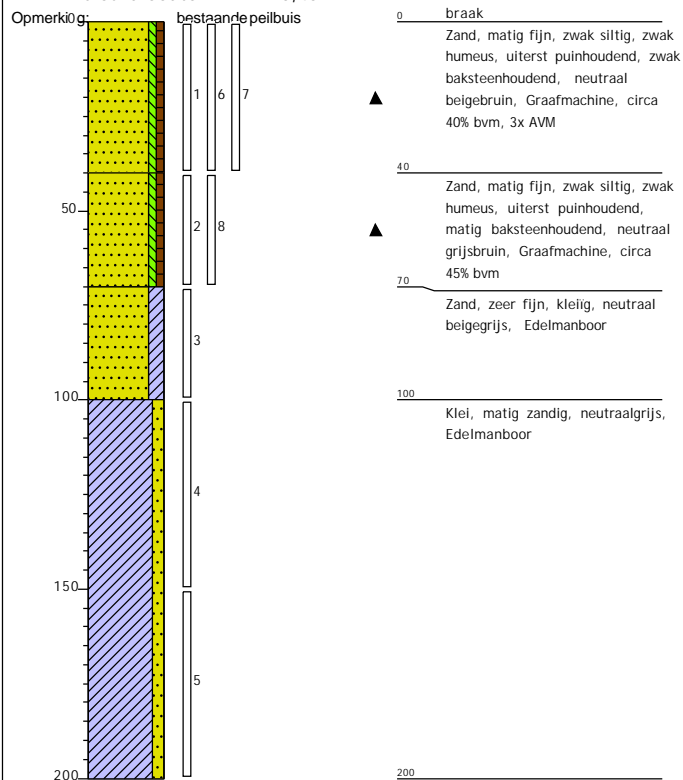 Opmerking: bestaande peilbuis
0
braak
Zand, matig fijn, zwak siltig, zwak
humeus, uiterst puinhoudend, zwak
baksteenhoudend, neutraal
beigebruin, Graafmachine, circa
40% bvm, 3x AVM
1 6 7
40
Zand, matig fijn, zwak siltig, zwak
humeus, uiterst puinhoudend,
matig baksteenhoudend, neutraal
grijsbruin, Graafmachine, circa
45% bvm
50
2 8
70
Zand, zeer fijn, kleiïg, neutraal
beigegrijs, Edelmanboor
3
100
100
Klei, matig zandig, neutraalgrijs,
Edelmanboor
4
150
5
200
200